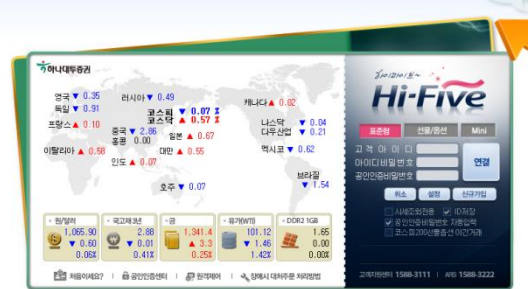 하나대투증권
영국 ▼ 0.35
독일 ▼ 0.91
프랑스 ▲ 0.10
이탈리아 ▲ 0.58
러시아 ▼ 0.49
코스피 ▼ 0.07 %
코스닥 ▲ 0.57 %
중국 ▼ 2.86
홍콩 0.00
일본 ▲ 0.67
대만 ▲ 0.55
인도 ▲ 0.07
호주 ▼ 0.07
캐나다 ▲ 0.02
나스닥 ▼ 0.04
다우산업 ▼ 0.21
멕시코 ▼ 0.62
브라질
▼ 1.54
원/달러
1,065.90
▼ 0.60
0.06%
국고채3년
2.88
▼ 0.01
0.41%
금
1,341.4
▲ 3.3
0.25%
유가(WTI)
101.12
▼ 1.46
1.42%
DDR2 1GB
1.65
0.00
0.00%
처음이세요? | 공인인증센터 | 원격제어 | 장애시 대처주문 처리방법
하이파이브~
Hi-Five
표준형 선물/옵션 Mini
고객 아이디
아이디비밀번호
공인인증비밀번호
연결
취소 설정 신규가입
시세조회전용 ID저장
공인인증비밀번호 자동입력
코스피200선물옵션 야간거래
고객지원센터 1588-3111 | ARS 1588-3222